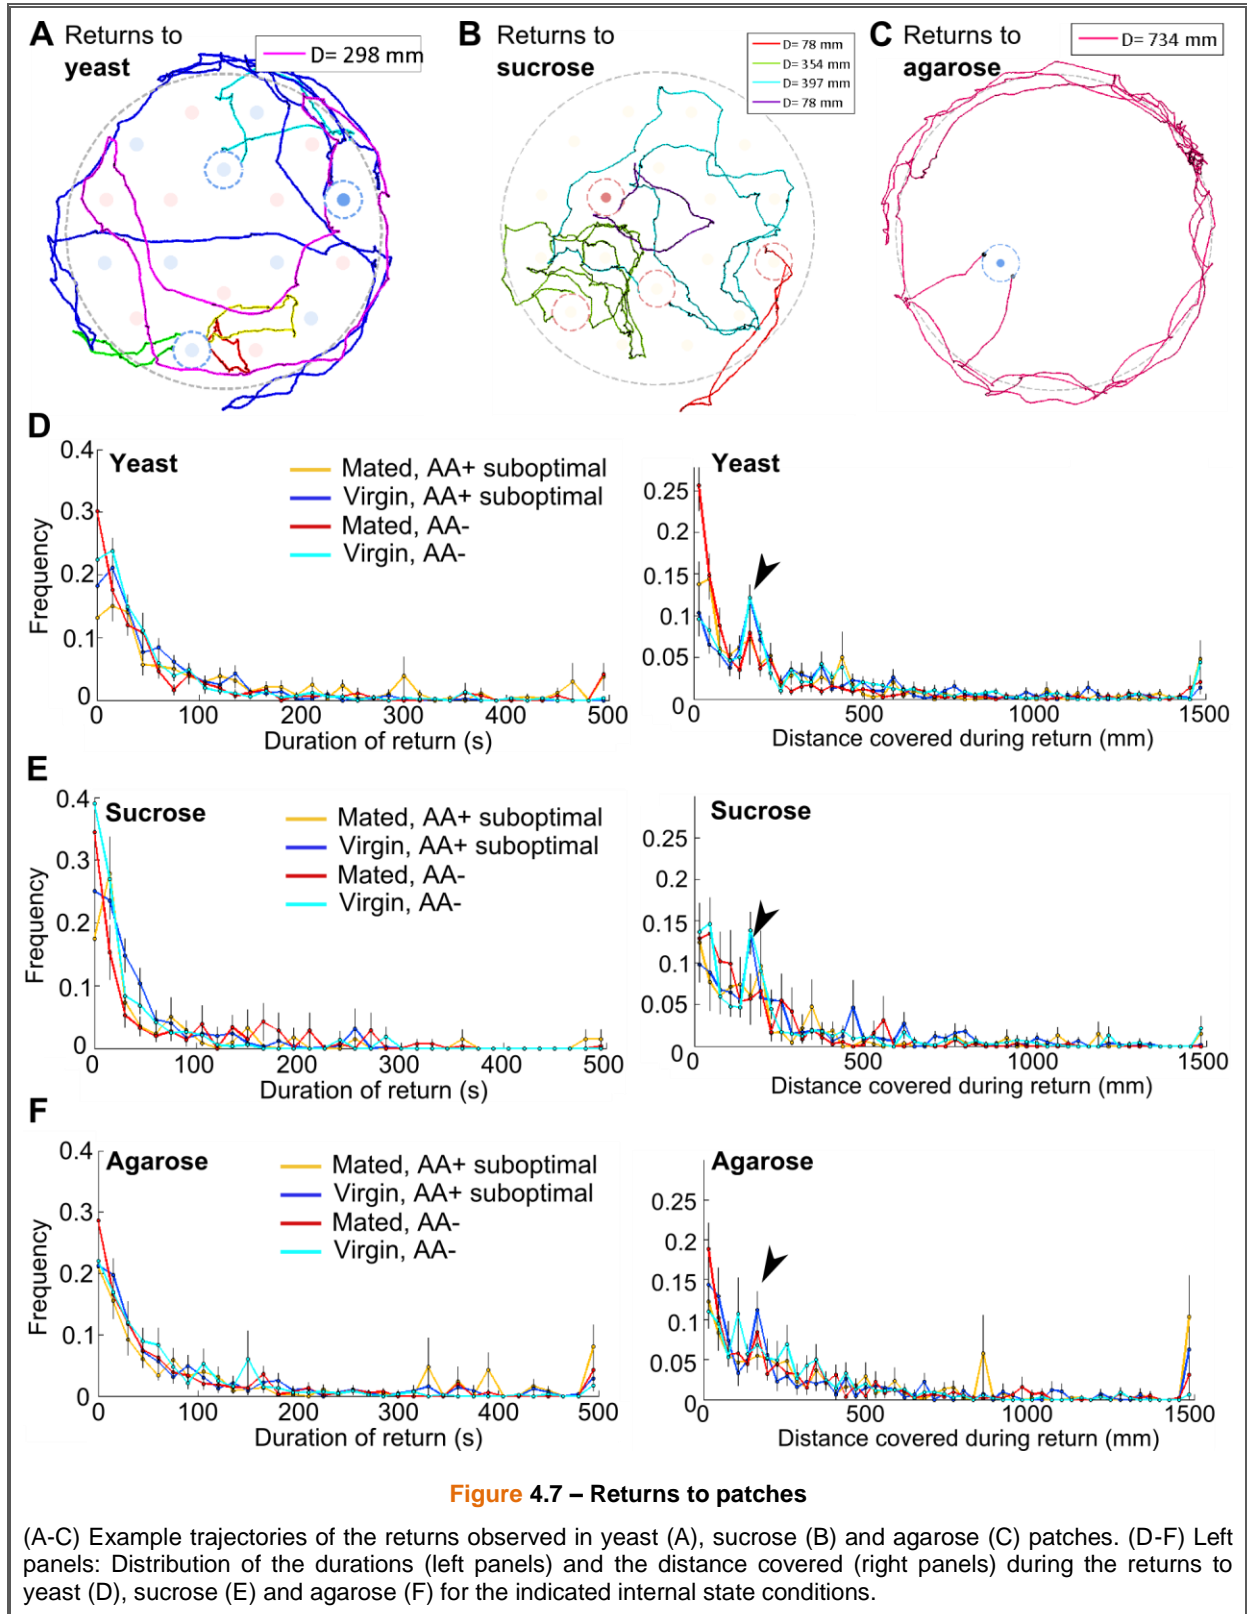 A Returns to
yeast
D= 298 mm
B Returns to
sucrose
D= 78 mm
D= 354 mm
D= 397 mm
D= 78 mm
C Returns to
agarose
D= 734 mm
D
Yeast
Mated, AA+ suboptimal
Virgin, AA+ suboptimal
Mated, AA-
Virgin, AA-
Frequency
0.4
0.3
0.2
0.1
0
0 100 200 300 400 500
Duration of return (s)
Yeast
0.25
0.2
0.15
0.1
0.05
0
0 500 1000 1500
Distance covered during return (mm)
E
Sucrose
Mated, AA+ suboptimal
Virgin, AA+ suboptimal
Mated, AA-
Virgin, AA-
Frequency
0.4
0.3
0.2
0.1
0
0 100 200 300 400 500
Duration of return (s)
Sucrose
0.25
0.2
0.15
0.1
0.05
0
0 500 1000 1500
Distance covered during return (mm)
F
Agarose
Mated, AA+ suboptimal
Virgin, AA+ suboptimal
Mated, AA-
Virgin, AA-
Frequency
0.4
0.3
0.2
0.1
0
0 100 200 300 400 500
Duration of return (s)
Agarose
0.25
0.2
0.15
0.1
0.05
0
0 500 1000 1500
Distance covered during return (mm)
Figure 4.7 – Returns to patches
(A-C) Example trajectories of the returns observed in yeast (A), sucrose (B) and agarose (C) patches. (D-F) Left
panels: Distribution of the durations (left panels) and the distance covered (right panels) during the returns to
yeast (D), sucrose (E) and agarose (F) for the indicated internal state conditions.